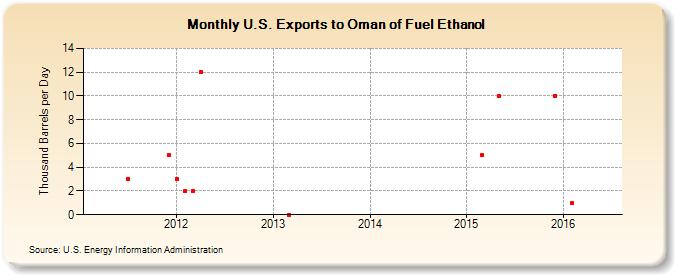 Monthly U.S. Exports to Oman of Fuel Ethanol
Thousand Barrels per Day
14
12
10
8
6
4
2
0
2012 2013 2014 2015 2016
Source: U.S. Energy Information Administration